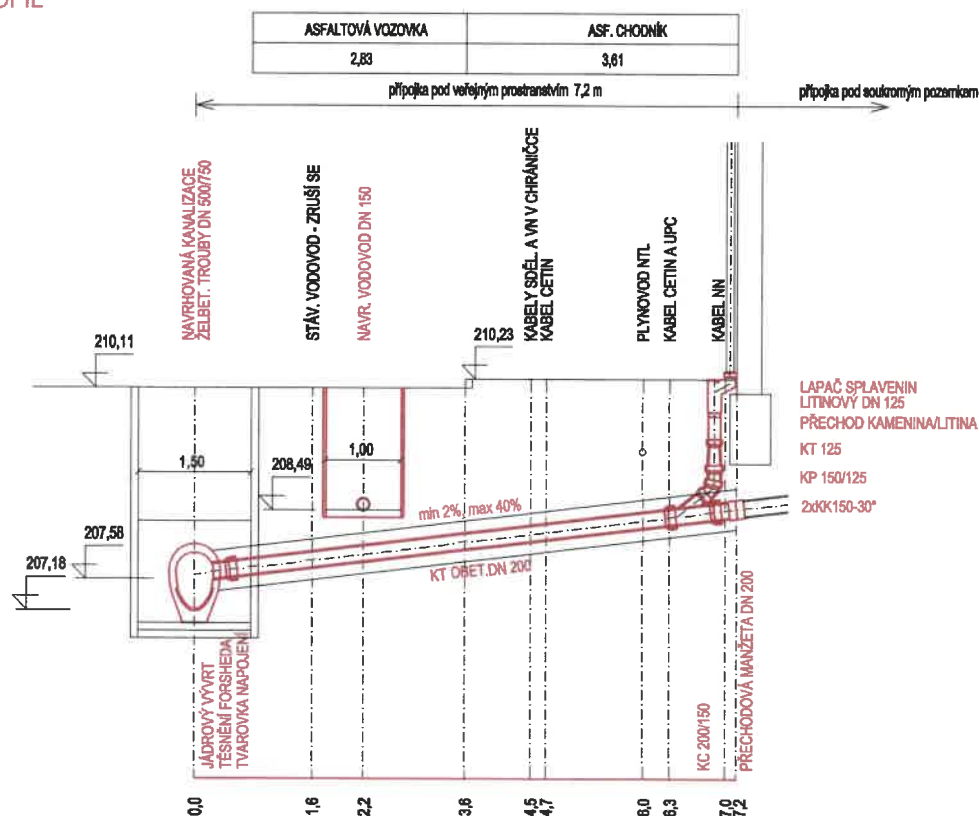 ASFALTOVÁ VOZOVKA
ASF. CHODNÍK
2,83
3,61
přípojka pod veřejným prostranstvím 7,2 m
přípojka pod soukromým pozemkem
NAVRHOVANÁ KANALIZACE
ŽELBET. TROUBY DN 500/750
STÁV. VODOVOD - ZRUŠÍ SE
NAVR. VODOVOD DN 150
KABELY SDĚL. A VN V CHRÁNIČCE
KABEL CETIN
PLYNOVOD NTL
KABEL CETIN A UPC
KABEL NN
210,11
210,23
LAPAČ SPLAVENIN
LITINOVÝ DN 125
PŘECHOD KAMENINA/LITINA
KT 125
KP 150/125
2xKK150-30°
1,50
208,49
1,00
min 2%, max 40%
207,58
207,18
KT OBET.DN 200
JÁDROVÝ VÝVRT
TĚSNĚNÍ FORSHEDA
TVAROVKA NAPOJENÍ
KC 200/150
PŘECHODOVÁ MANŽETA DN 200
0,0
1,6
2,2
3,6
4,5
4,7
6,0
6,3
7,0
7,2